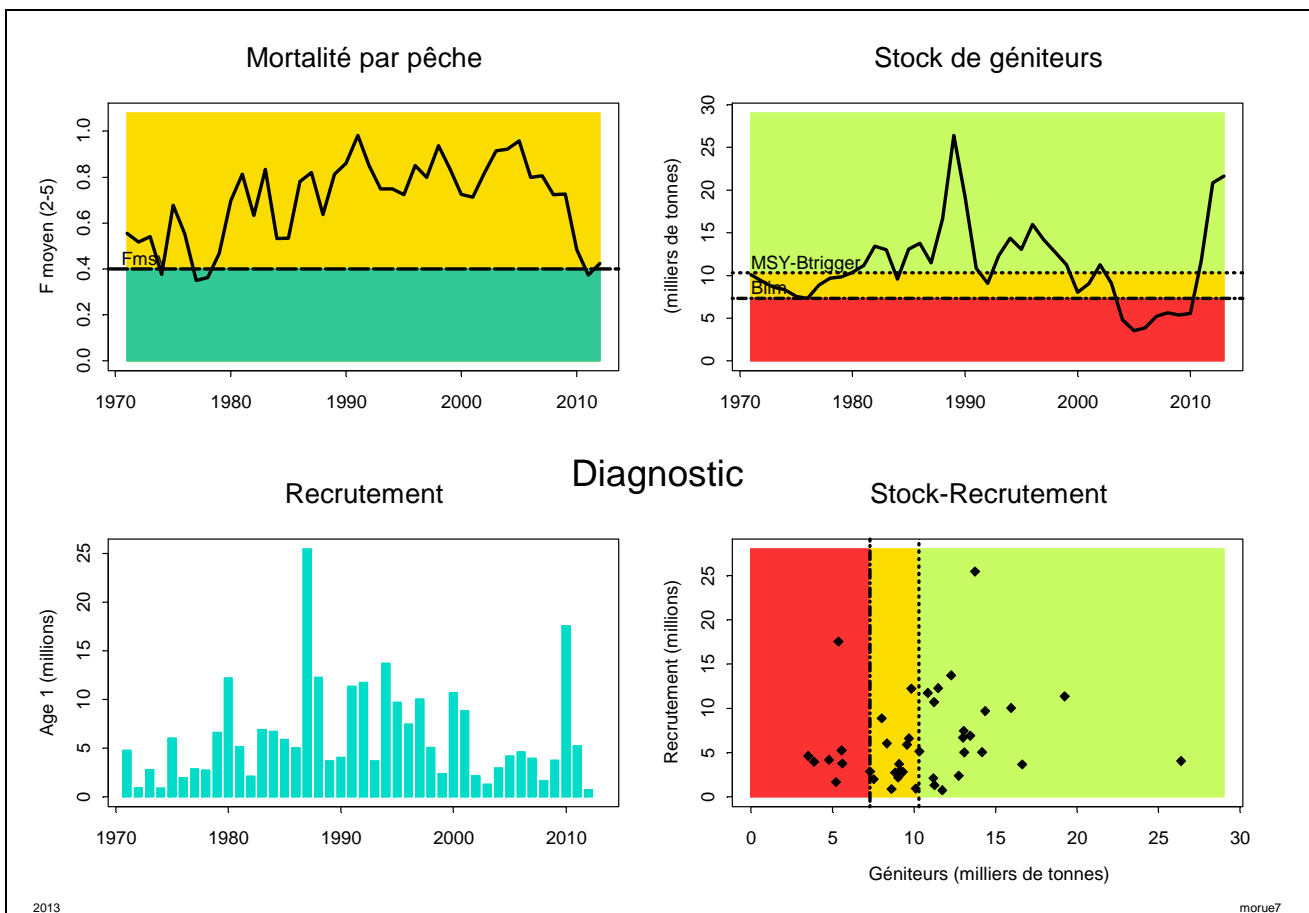 Mortalité par pêche
F moyen (2-5)
1.0
0.8
0.6
0.4
0.2
0.0
Fms
1970 1980 1990 2000 2010
Stock de géniteurs
(milliers de tonnes)
30
25
20
15
10
5
0
MSY-Btrigger
Blim
1970 1980 1990 2000 2010
Diagnostic
Recrutement
Age 1 (millions)
25
20
15
10
5
0
1970 1980 1990 2000 2010
Stock-Recrutement
Recrutement (millions)
25
20
15
10
5
0
0 5 10 15 20 25 30
Géniteurs (milliers de tonnes)
2013
morue7